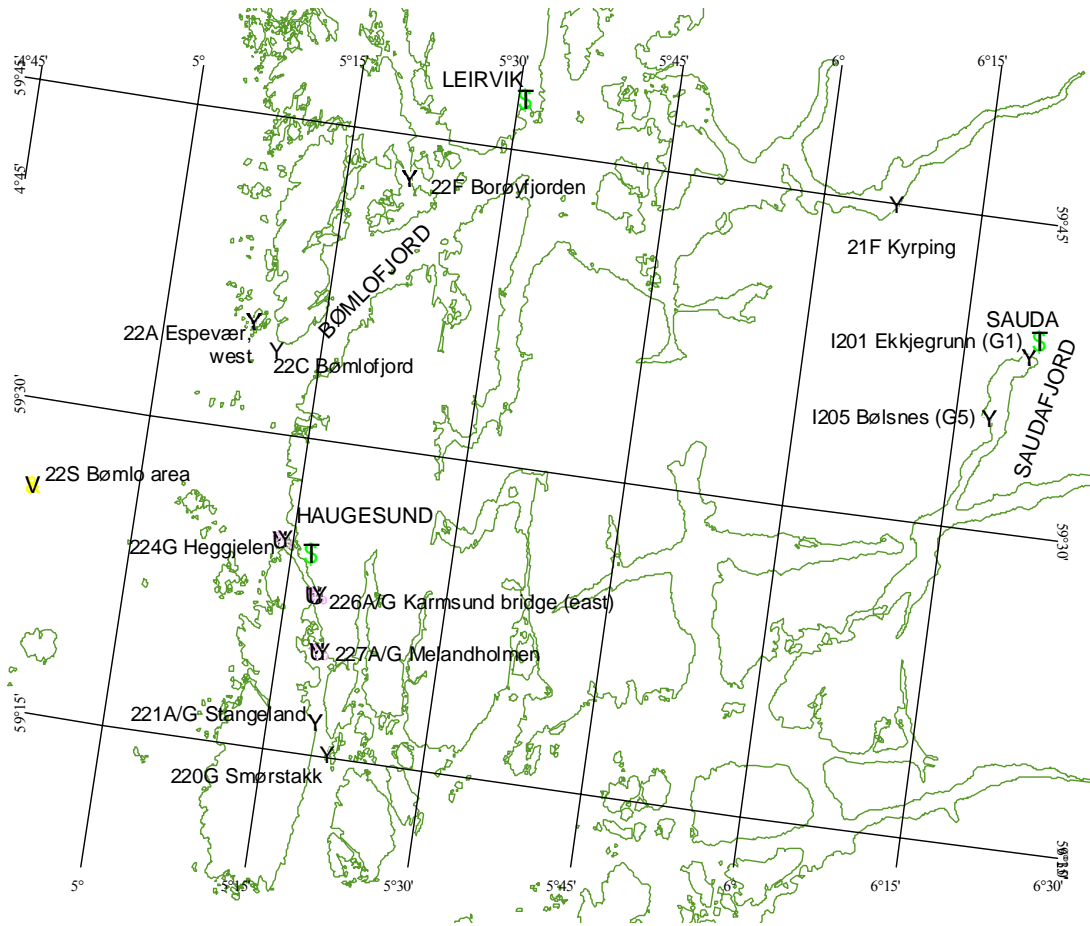 4°45'
5°
5°15'
5°30'
5°45'
6°
6°15'
59°45'
LEIRVIK
T
S
4°45'
Y
22F Borøyfjorden
Y
59°45'
21F Kyrping
BØMLOFJORD
Y
22A Espevær,
west
Y
22C Bømlofjord
SAUDA
T
S
I201 Ekkjegrunn (G1)
Y
I205 Bølsnes (G5)
Y
SAUDAFJORD
59°30'
V
22S Bømlo area
HAUGESUND
59°30'
224G Heggjelen
UY
T
S
UY
226A/G Karmsund bridge (east)
UY
227A/G Melandholmen
59°15'
221A/G Stangeland
Y
220G Smørstakk
Y
5°
5°15'
5°30'
5°45'
6°
6°15'
6°30'